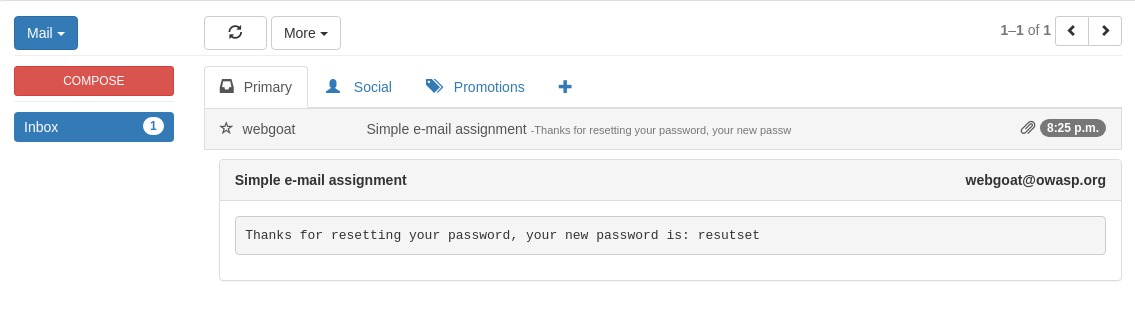 Mail
More
1–1 of 1
COMPOSE
Primary
Social
Promotions
Inbox 1
webgoat Simple e-mail assignment -Thanks for resetting your password, your new passw 8:25 p.m.
Simple e-mail assignment webgoat@owasp.org
Thanks for resetting your password, your new password is: resutset